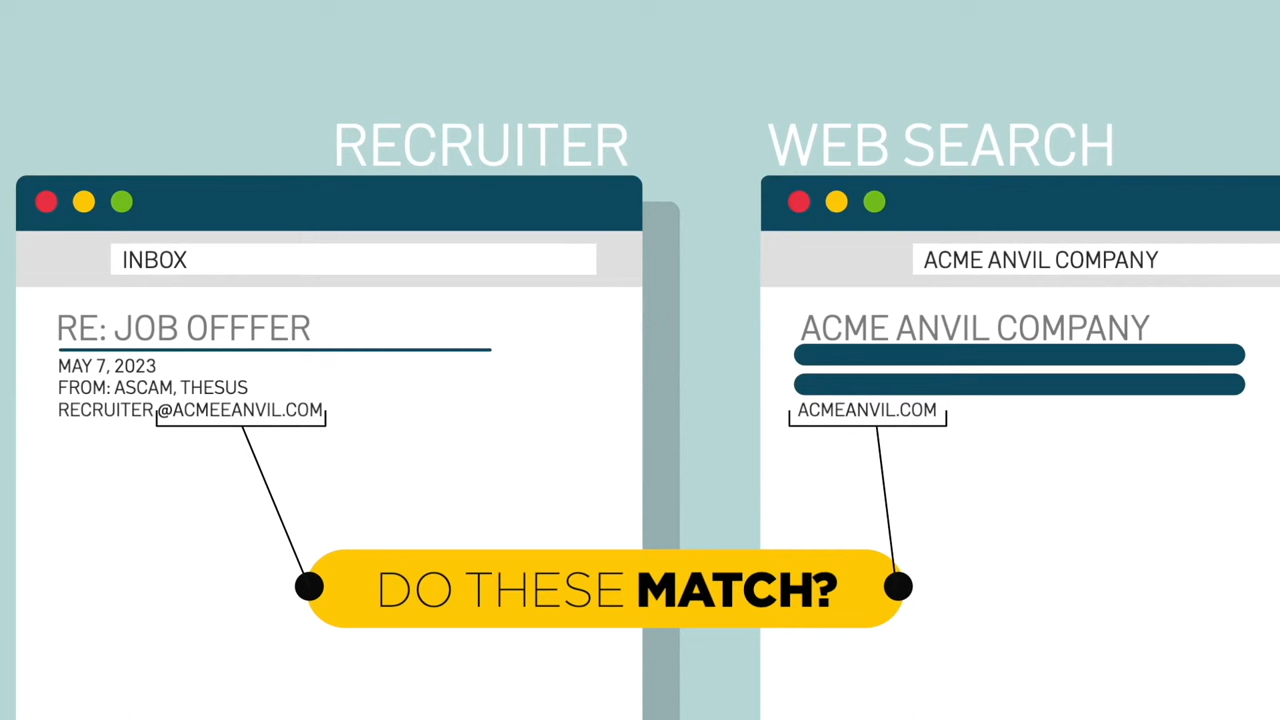 RECRUITER
INBOX
RE: JOB OFFFER
MAY 7, 2023
FROM: ASCAM, THESUS
RECRUITER@ACMEEANVIL.COM
WEB SEARCH
ACME ANVIL COMPANY
ACME ANVIL COMPANY
ACMEANVIL.COM
DO THESE MATCH?